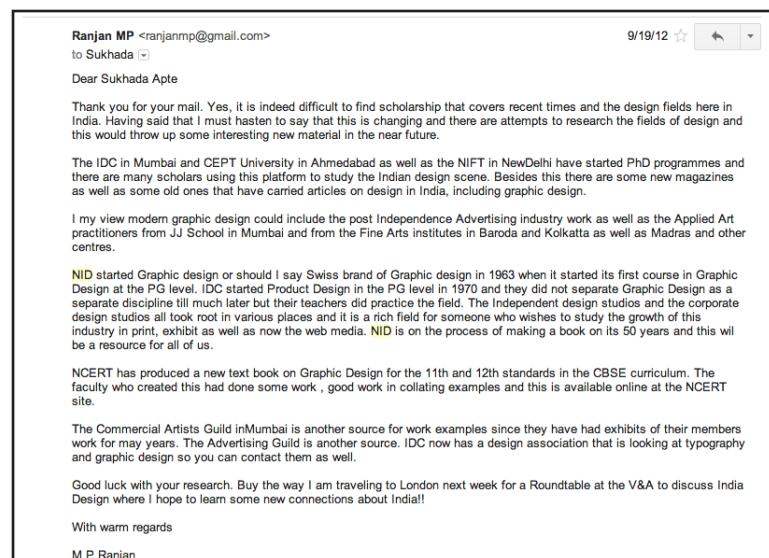 Ranjan MP <ranjanmp@gmail.com> 9/19/12
to Sukhada
Dear Sukhada Apte
Thank you for your mail. Yes, it is indeed difficult to find scholarship that covers recent times and the design fields here in
India. Having said that I must hasten to say that this is changing and there are attempts to research the fields of design and
this would throw up some interesting new material in the near future.
The IDC in Mumbai and CEPT University in Ahmedabad as well as the NIFT in NewDelhi have started PhD programmes and
there are many scholars using this platform to study the Indian design scene. Besides this there are some new magazines
as well as some old ones that have carried articles on design in India, including graphic design.
I my view modern graphic design could include the post Independence Advertising industry work as well as the Applied Art
practitioners from JJ School in Mumbai and from the Fine Arts institutes in Baroda and Kolkatta as well as Madras and other
centres.
NID started Graphic design or should I say Swiss brand of Graphic design in 1963 when it started its first course in Graphic
Design at the PG level. IDC started Product Design in the PG level in 1970 and they did not separate Graphic Design as a
separate discipline till much later but their teachers did practice the field. The Independent design studios and the corporate
design studios all took root in various places and it is a rich field for someone who wishes to study the growth of this
industry in print, exhibit as well as now the web media. NID is on the process of making a book on its 50 years and this wil
be a resource for all of us.
NCERT has produced a new text book on Graphic Design for the 11th and 12th standards in the CBSE curriculum. The
faculty who created this had done some work , good work in collating examples and this is available online at the NCERT
site.
The Commercial Artists Guild inMumbai is another source for work examples since they have had exhibits of their members
work for may years. The Advertising Guild is another source. IDC now has a design association that is looking at typography
and graphic design so you can contact them as well.
Good luck with your research. Buy the way I am traveling to London next week for a Roundtable at the V&A to discuss India
Design where I hope to learn some new connections about India!!
With warm regards
M P Ranjan